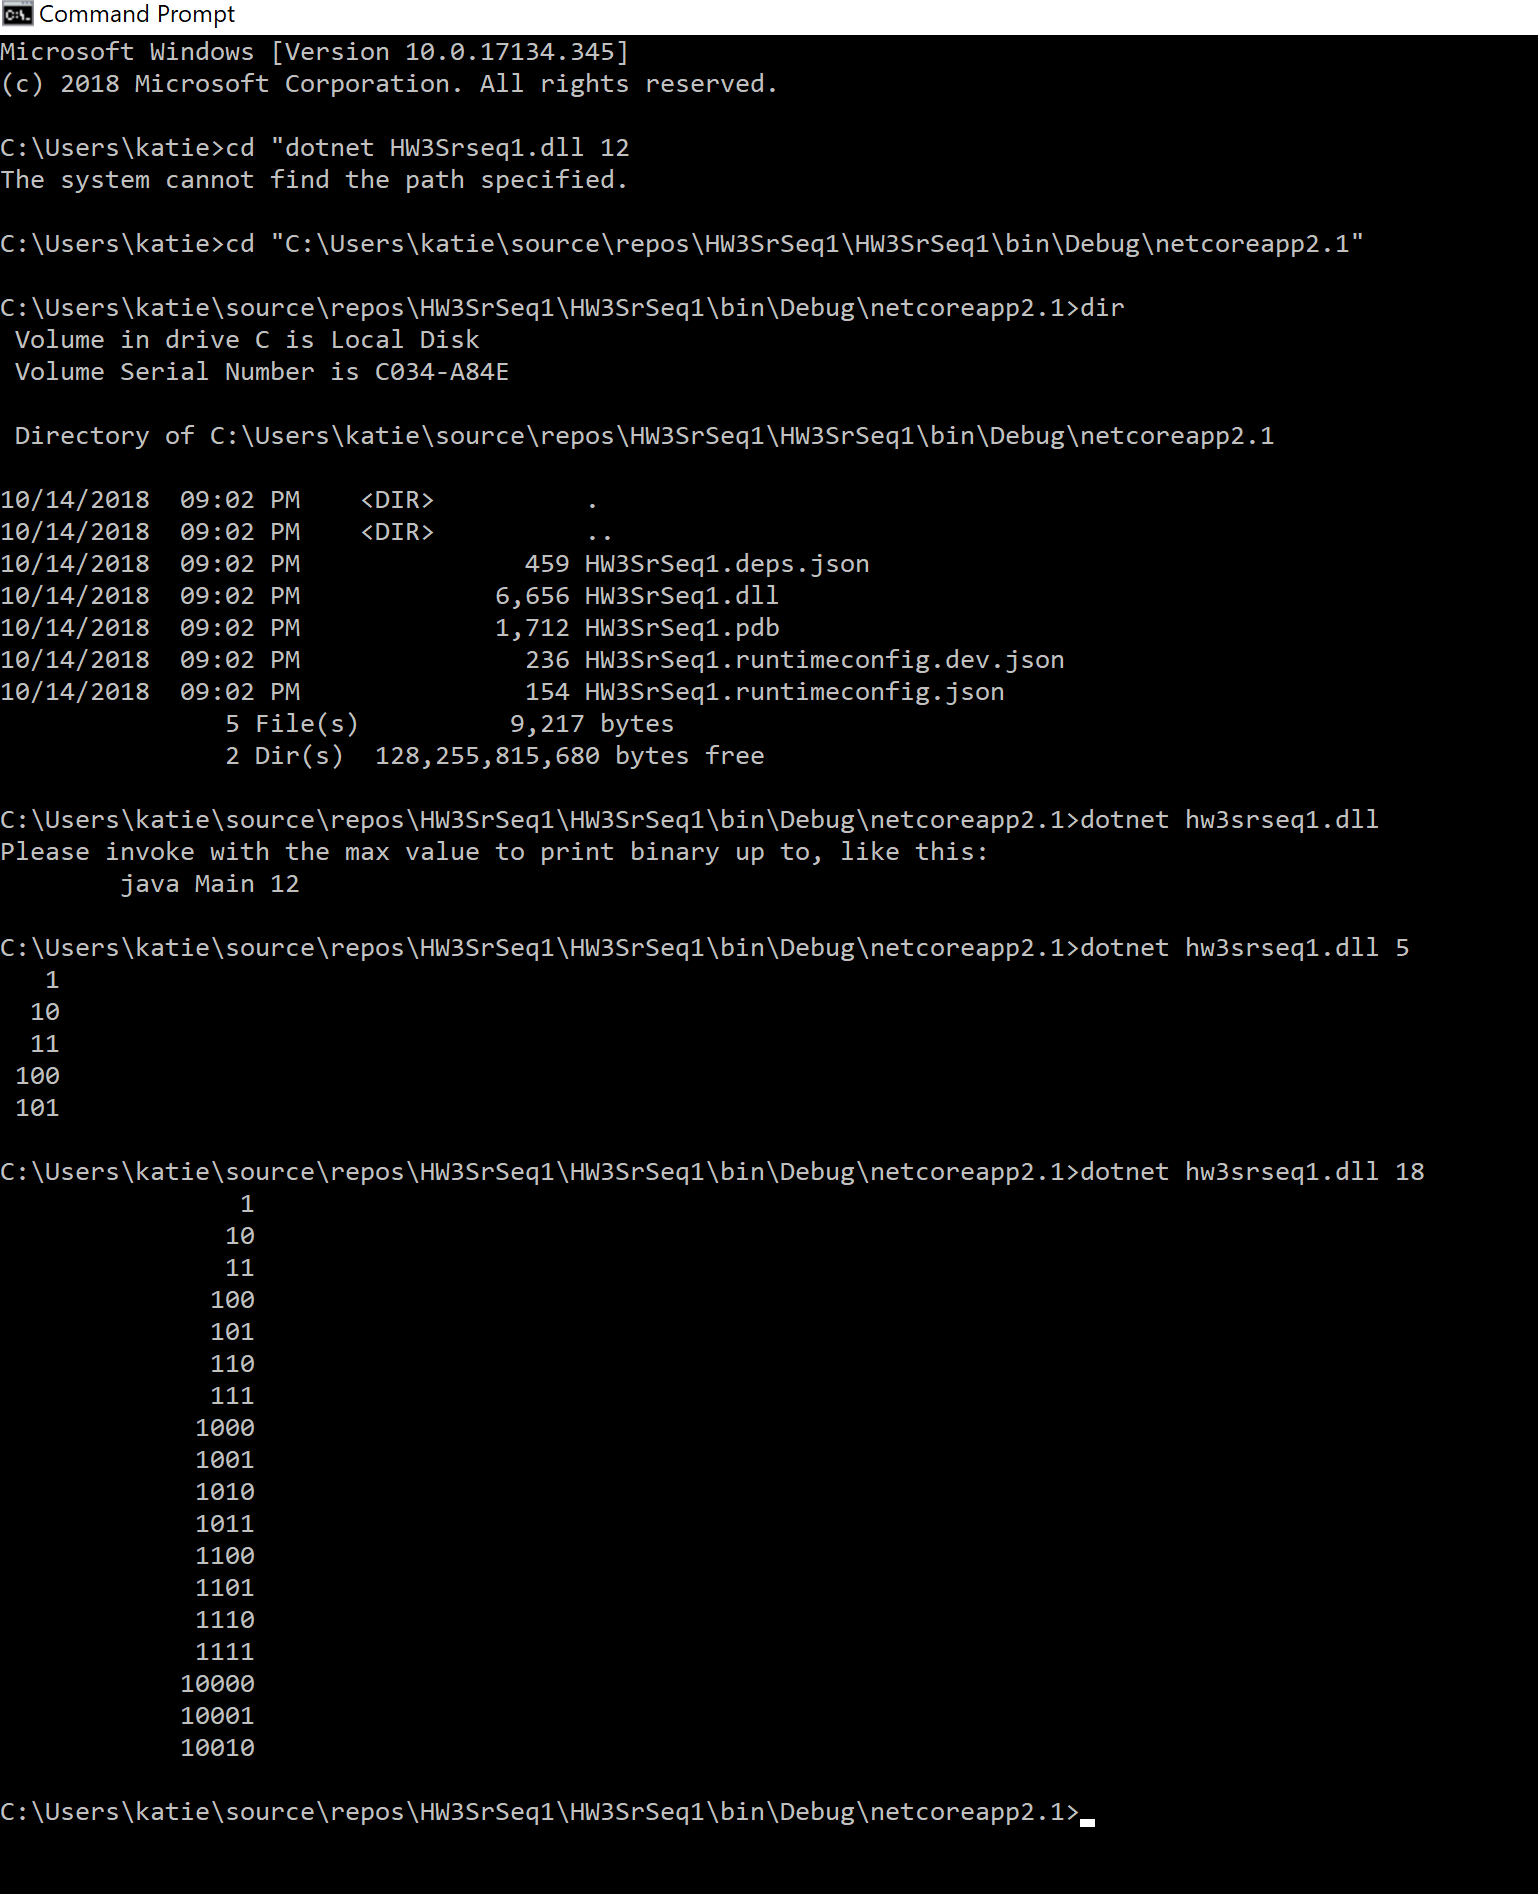 Command Prompt
Microsoft Windows [Version 10.0.17134.345]
(c) 2018 Microsoft Corporation. All rights reserved.

C:\Users\katie>cd "dotnet HW3Srseq1.dll 12
The system cannot find the path specified.

C:\Users\katie>cd "C:\Users\katie\source\repos\HW3SrSeq1\HW3SrSeq1\bin\Debug\netcoreapp2.1"

C:\Users\katie\source\repos\HW3SrSeq1\HW3SrSeq1\bin\Debug\netcoreapp2.1>dir
 Volume in drive C is Local Disk
 Volume Serial Number is C034-A84E

 Directory of C:\Users\katie\source\repos\HW3SrSeq1\HW3SrSeq1\bin\Debug\netcoreapp2.1

10/14/2018  09:02 PM    <DIR>          .
10/14/2018  09:02 PM    <DIR>          ..
10/14/2018  09:02 PM               459 HW3SrSeq1.deps.json
10/14/2018  09:02 PM             6,656 HW3SrSeq1.dll
10/14/2018  09:02 PM             1,712 HW3SrSeq1.pdb
10/14/2018  09:02 PM               236 HW3SrSeq1.runtimeconfig.dev.json
10/14/2018  09:02 PM               154 HW3SrSeq1.runtimeconfig.json
               5 File(s)          9,217 bytes
               2 Dir(s)  128,255,815,680 bytes free

C:\Users\katie\source\repos\HW3SrSeq1\HW3SrSeq1\bin\Debug\netcoreapp2.1>dotnet hw3srseq1.dll
Please invoke with the max value to print binary up to, like this:
        java Main 12

C:\Users\katie\source\repos\HW3SrSeq1\HW3SrSeq1\bin\Debug\netcoreapp2.1>dotnet hw3srseq1.dll 5
   1
  10
  11
 100
 101

C:\Users\katie\source\repos\HW3SrSeq1\HW3SrSeq1\bin\Debug\netcoreapp2.1>dotnet hw3srseq1.dll 18
                1
               10
               11
              100
              101
              110
              111
             1000
             1001
             1010
             1011
             1100
             1101
             1110
             1111
            10000
            10001
            10010

C:\Users\katie\source\repos\HW3SrSeq1\HW3SrSeq1\bin\Debug\netcoreapp2.1>